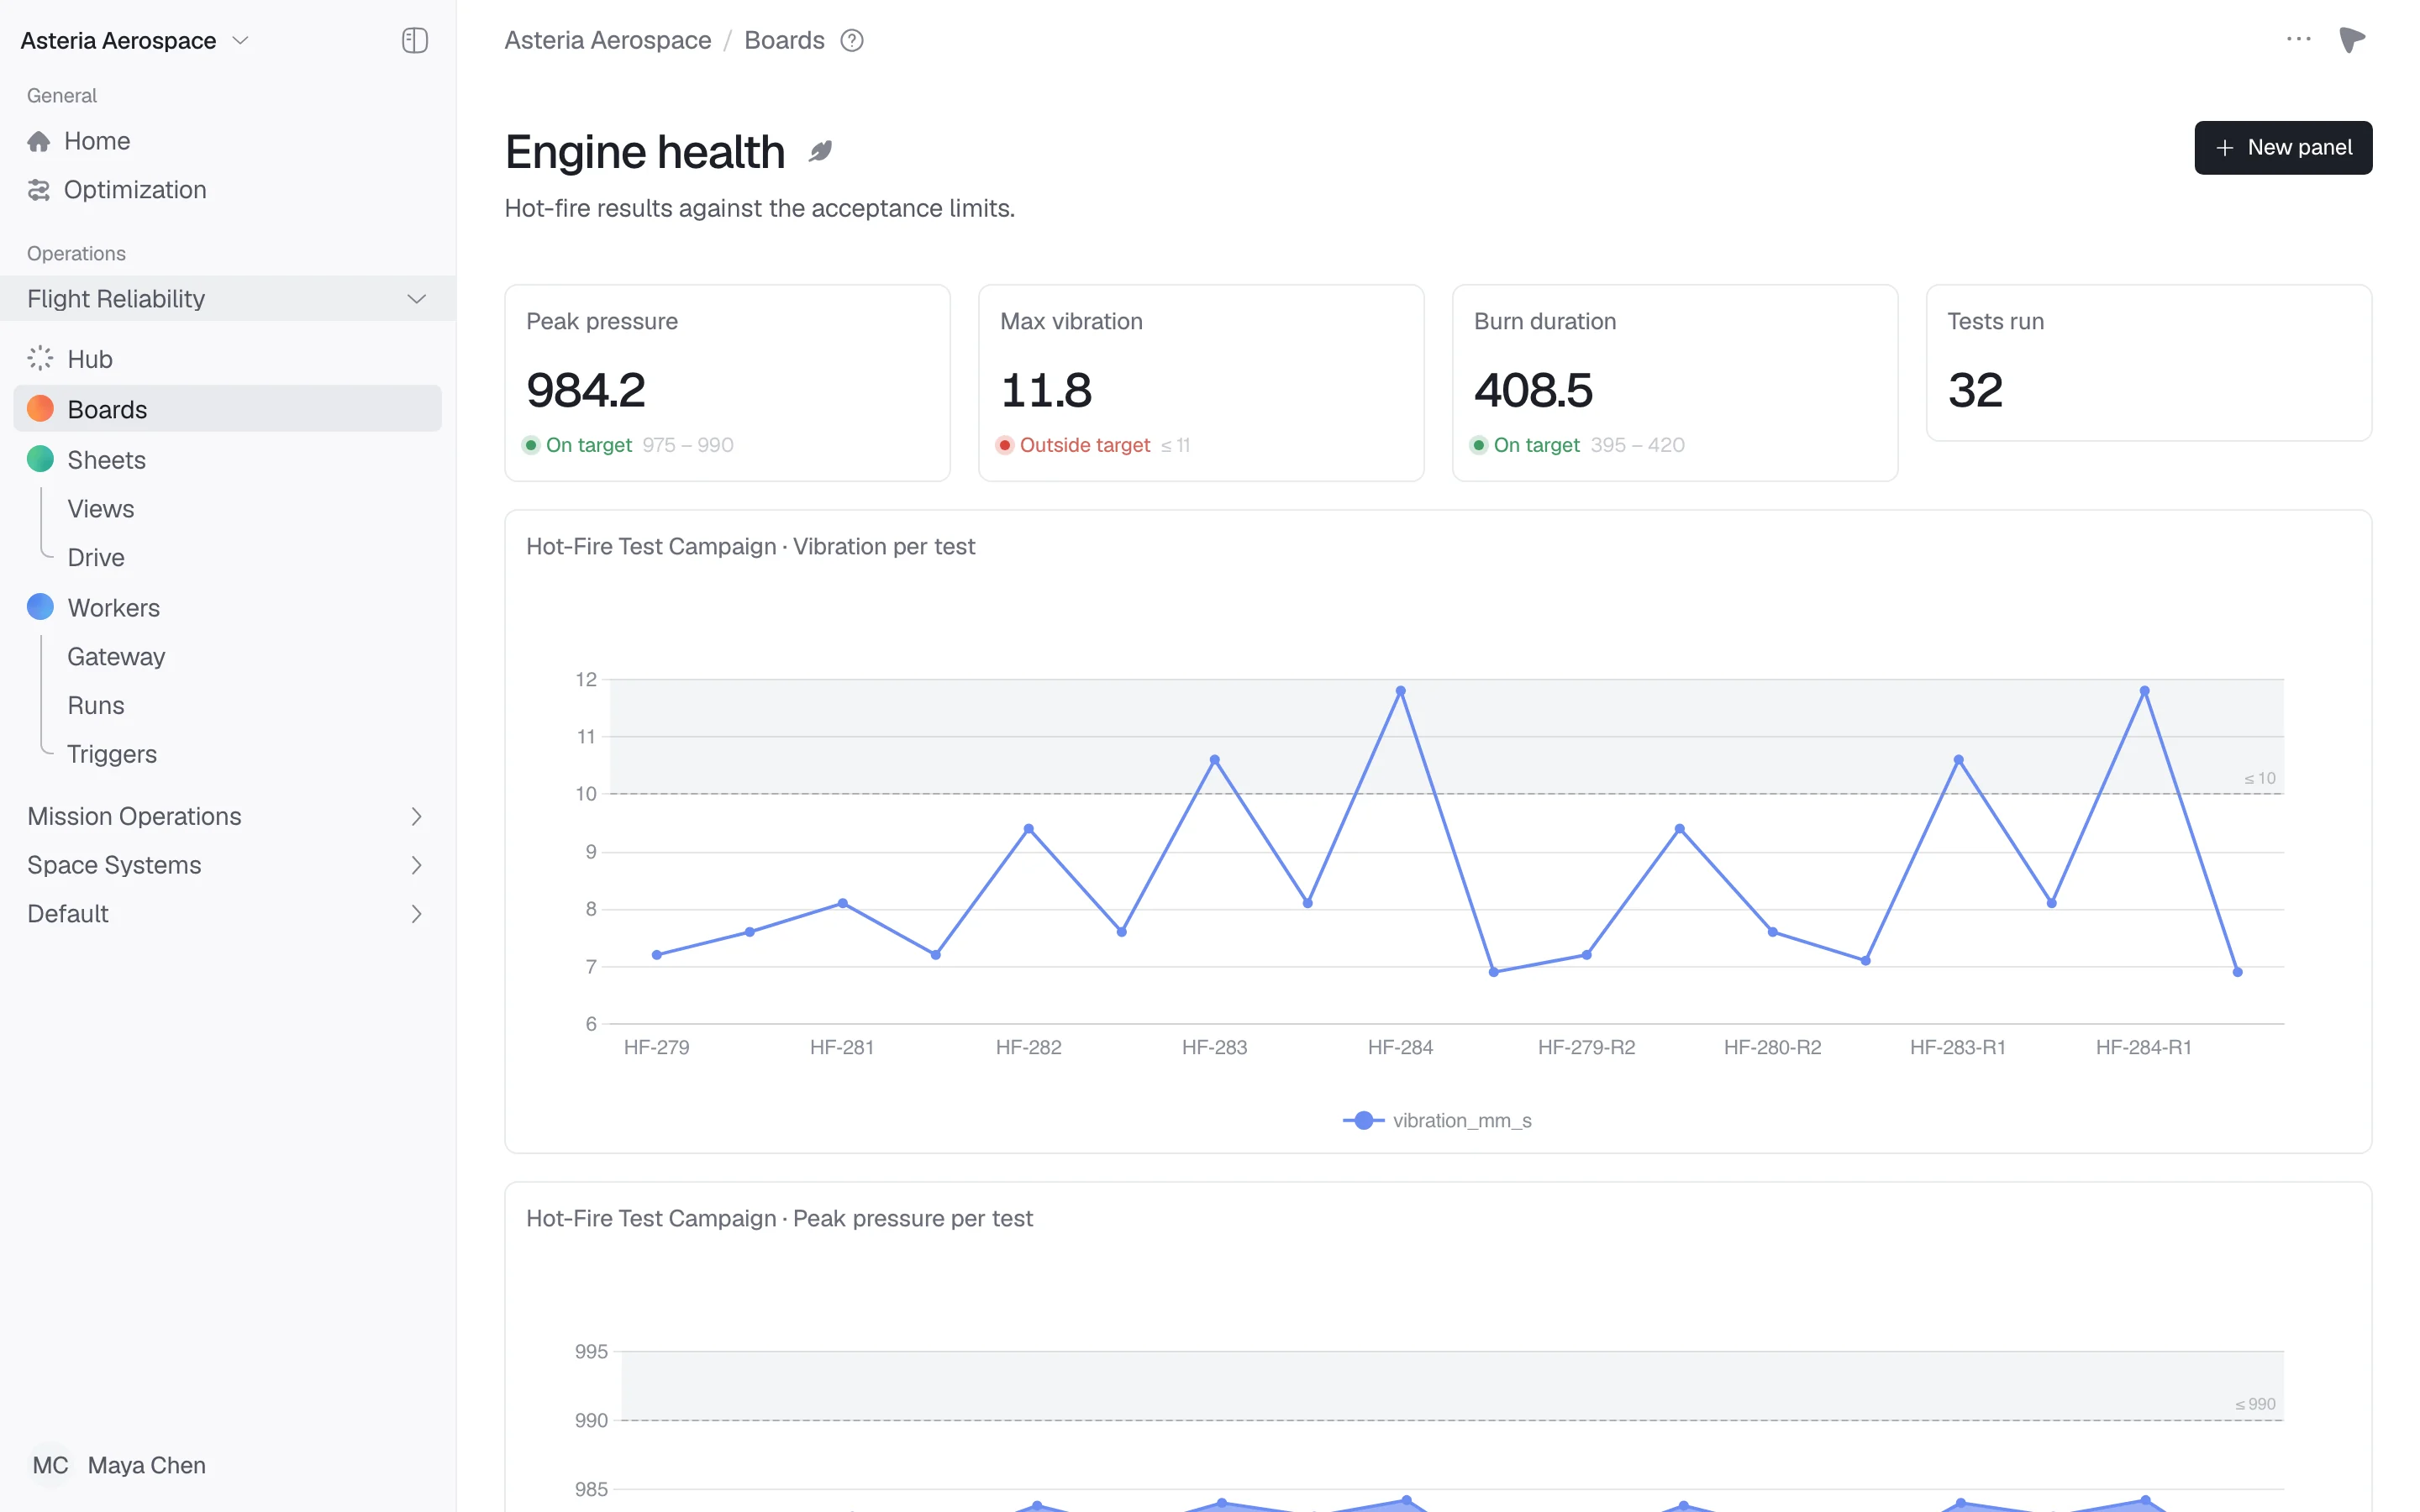 Asteria Aerospace
General
Home
Optimization
Operations
Flight Reliability
Hub
Boards
Sheets
Views
Drive
Workers
Gateway
Runs
Triggers
Mission Operations
Space Systems
Default
MC Maya Chen
Asteria Aerospace / Boards ?
Engine health
Hot-fire results against the acceptance limits.
+ New panel
Peak pressure
984.2
On target 975 – 990
Max vibration
11.8
Outside target ≤ 11
Burn duration
408.5
On target 395 – 420
Tests run
32
Hot-Fire Test Campaign · Vibration per test
12
11
10
9
8
7
6
≤ 10
HF-279 HF-281 HF-282 HF-283 HF-284 HF-279-R2 HF-280-R2 HF-283-R1 HF-284-R1
vibration_mm_s
Hot-Fire Test Campaign · Peak pressure per test
995
990
985
≤ 990